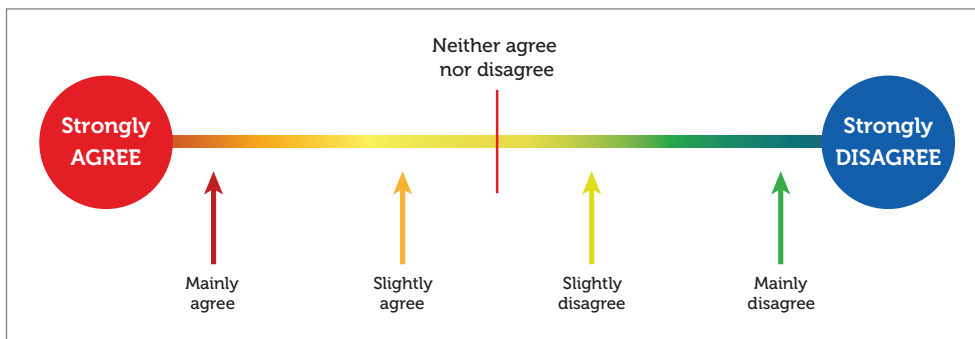 Neither agree
nor disagree
Strongly
AGREE
Strongly
DISAGREE
Mainly
agree
Slightly
agree
Slightly
disagree
Mainly
disagree